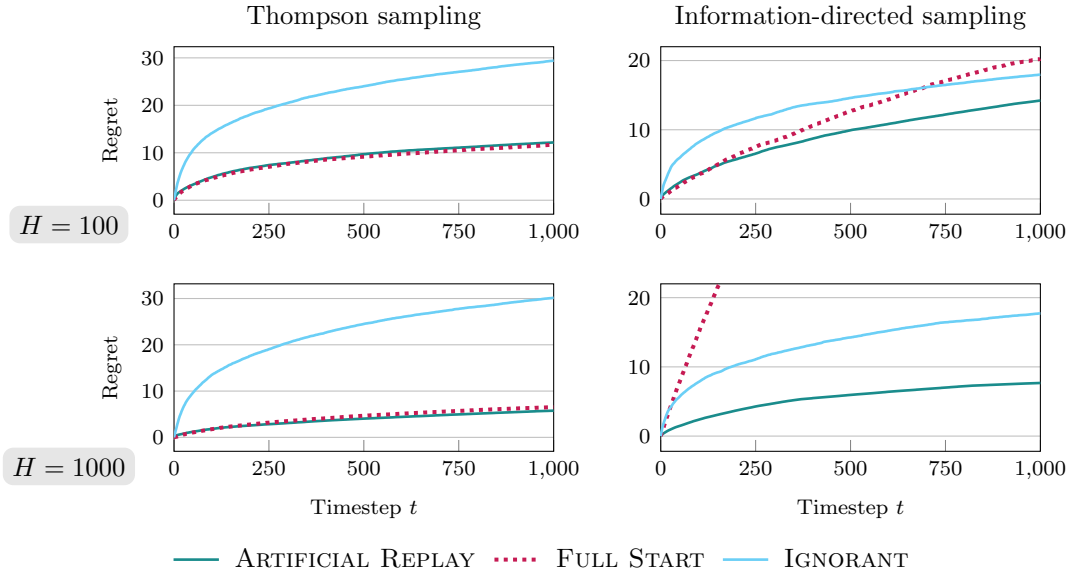 Thompson sampling
Information-directed sampling
Regret
30
20
10
0
0 250 500 750 1,000
20
10
0
0 250 500 750 1,000
H = 100
Regret
30
20
10
0
0 250 500 750 1,000
Timestep t
20
10
0
0 250 500 750 1,000
Timestep t
H = 1000
ARTIFICIAL REPLAY FULL START IGNORANT